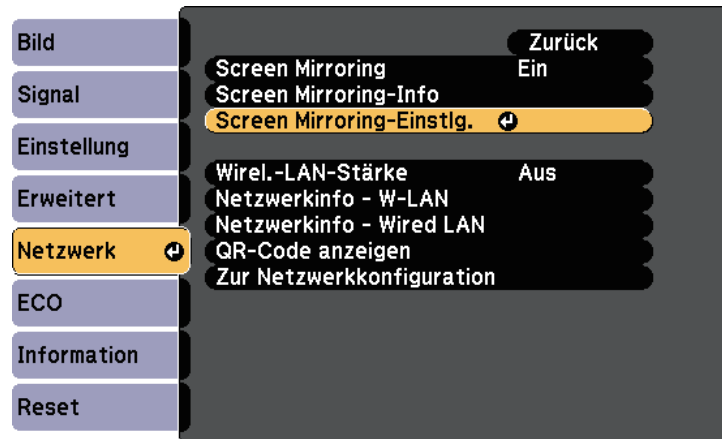 Bild
Signal
Einstellung
Erweitert
Netzwerk
ECO
Information
Reset
Zurück
Screen Mirroring Ein
Screen Mirroring-Info
Screen Mirroring-Einstlg.
Wirel.-LAN-Stärke Aus
Netzwerkinfo - W-LAN
Netzwerkinfo - Wired LAN
QR-Code anzeigen
Zur Netzwerkkonfiguration